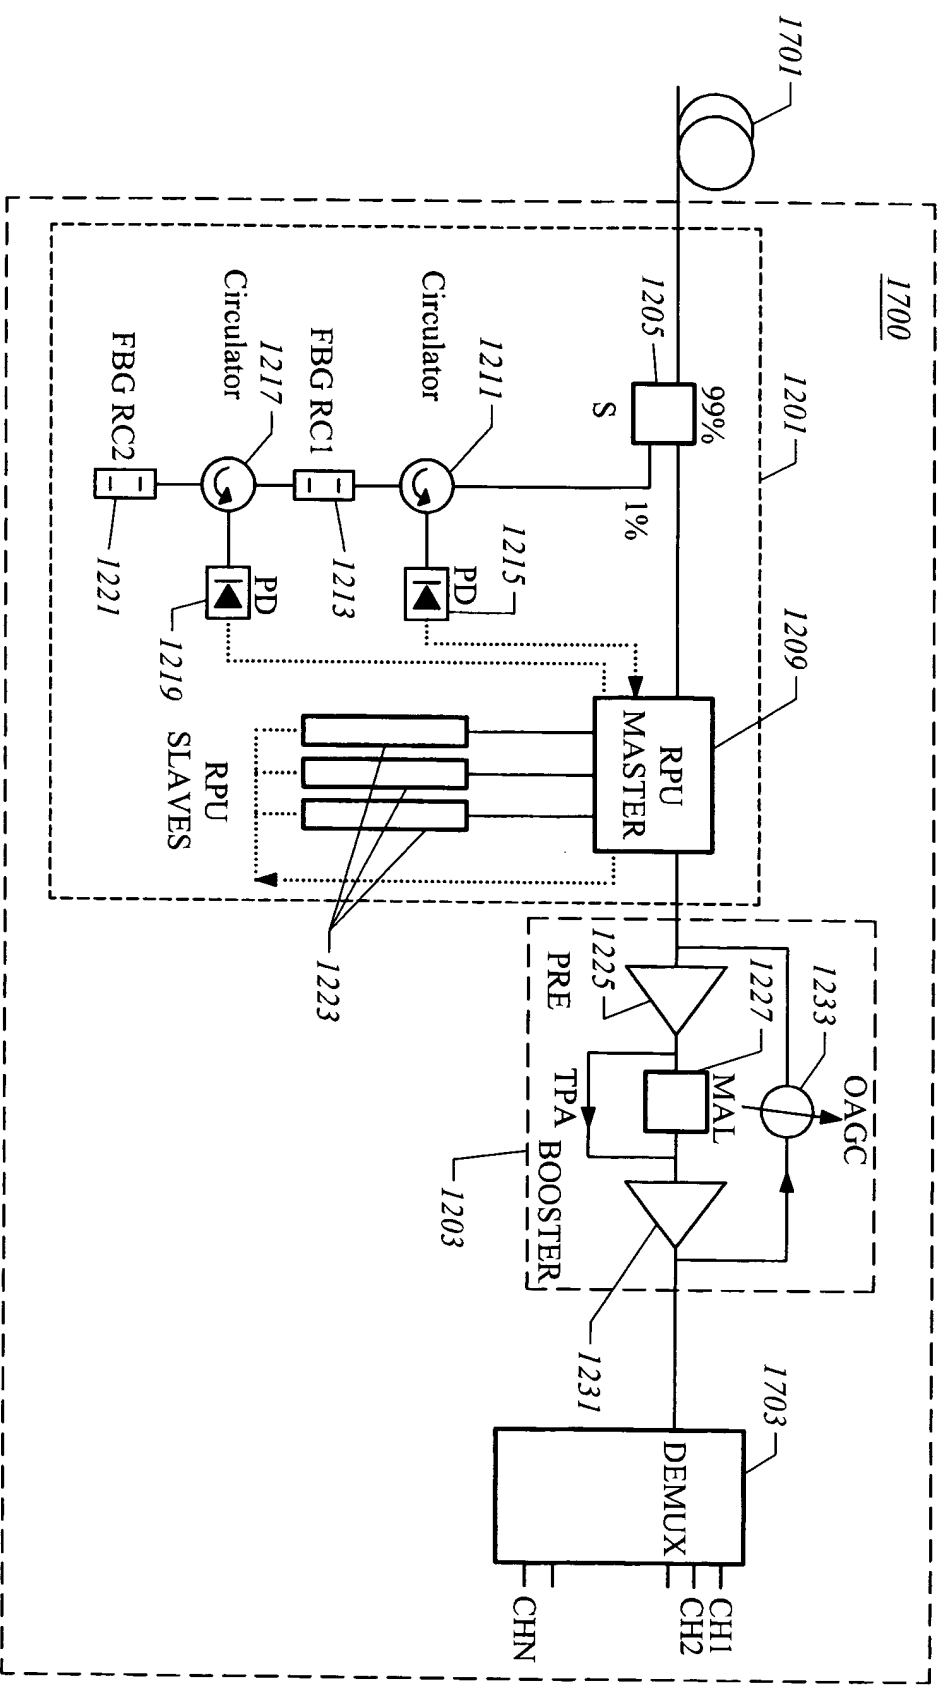 1700
1701
1201
1205
99%
S
1%
1209
RPU
MASTER
1211
Circulator
1215
PD
FBG RC1
1213
1217
Circulator
PD
1219
FBG RC2
1221
RPU
SLAVES
1223
OAGC
1233
1227
MAL
1225
PRE
TPA
BOOSTER
1203
1231
1703
DEMUX
CH1
CH2
CHN